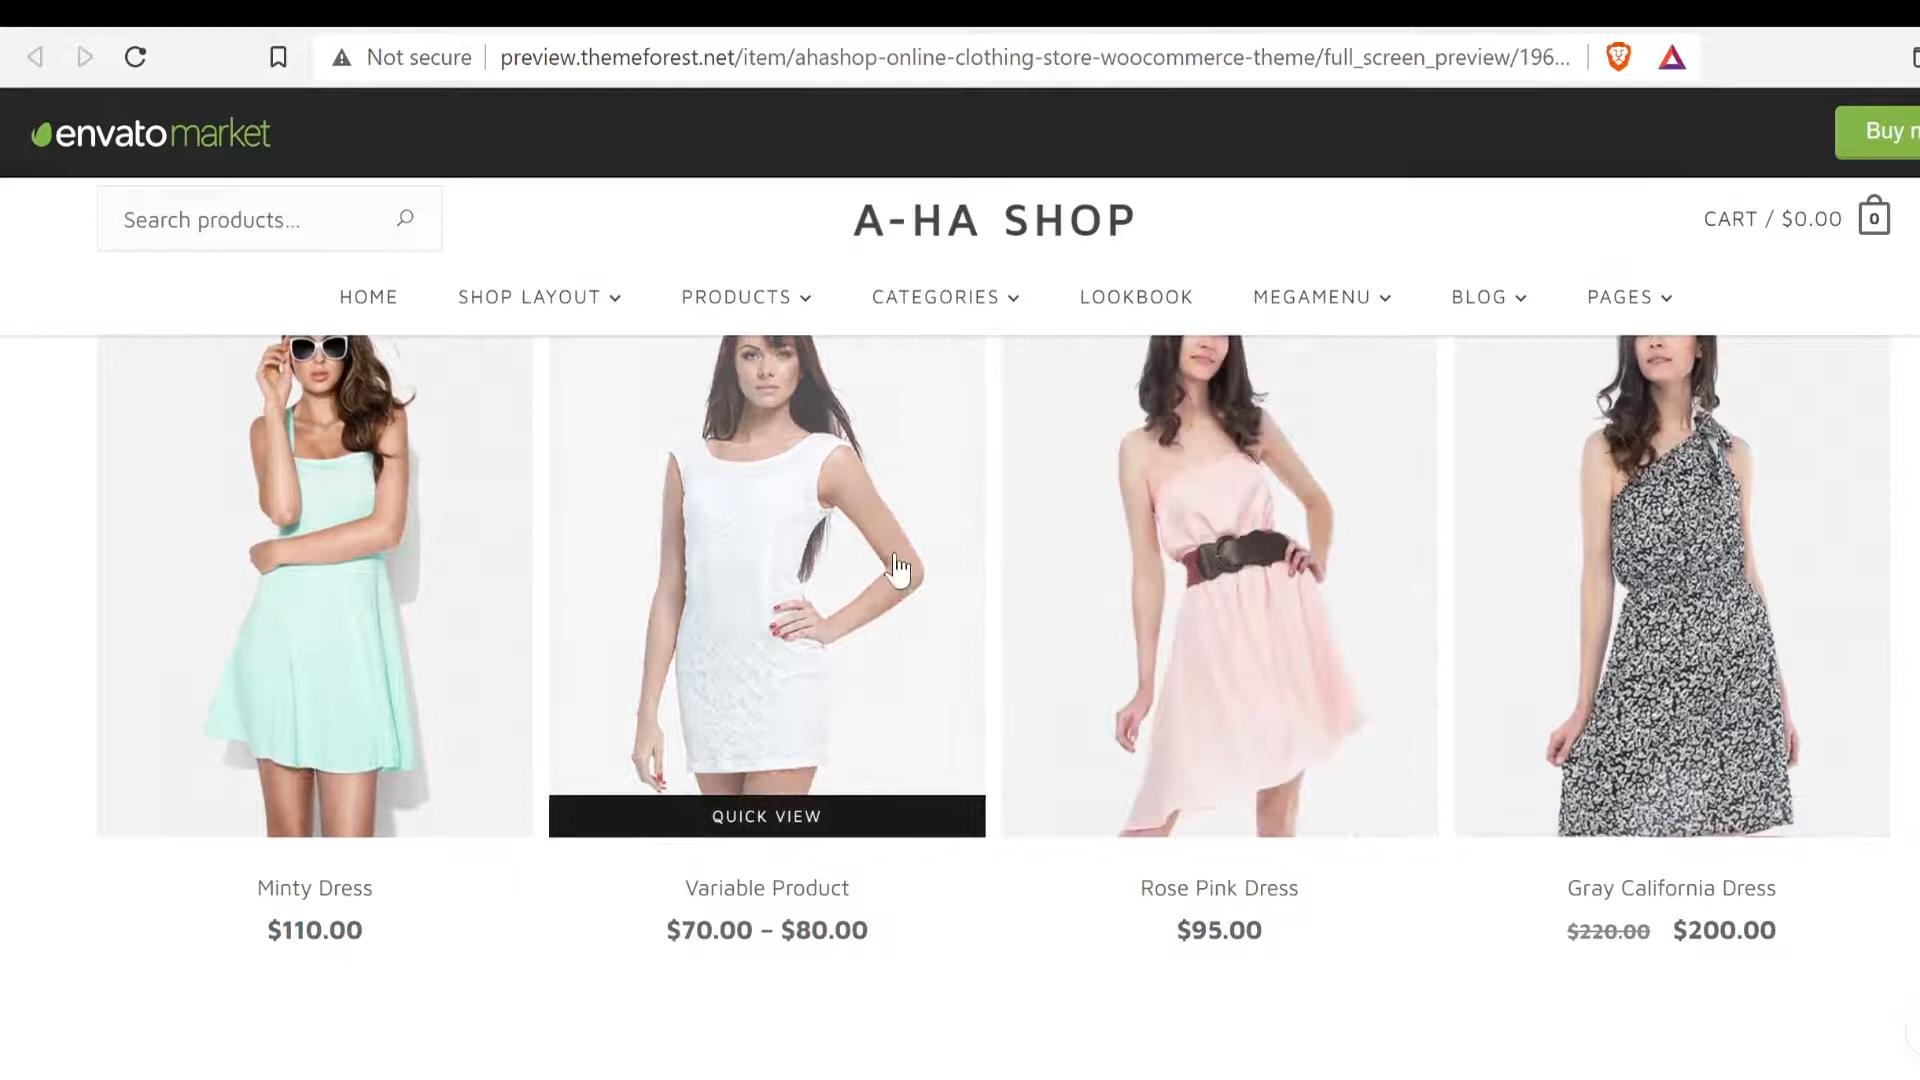 Not secure preview.themeforest.net/item/ahashop-online-clothing-store-woocommerce-theme/full_screen_preview/196...
envatomarket
Buy
Search products...
A-HA SHOP
CART / $0.00 0
HOME SHOP LAYOUT PRODUCTS CATEGORIES LOOKBOOK MEGAMENU BLOG PAGES
QUICK VIEW
Minty Dress Variable Product Rose Pink Dress Gray California Dress
$110.00 $70.00 – $80.00 $95.00 $220.00 $200.00